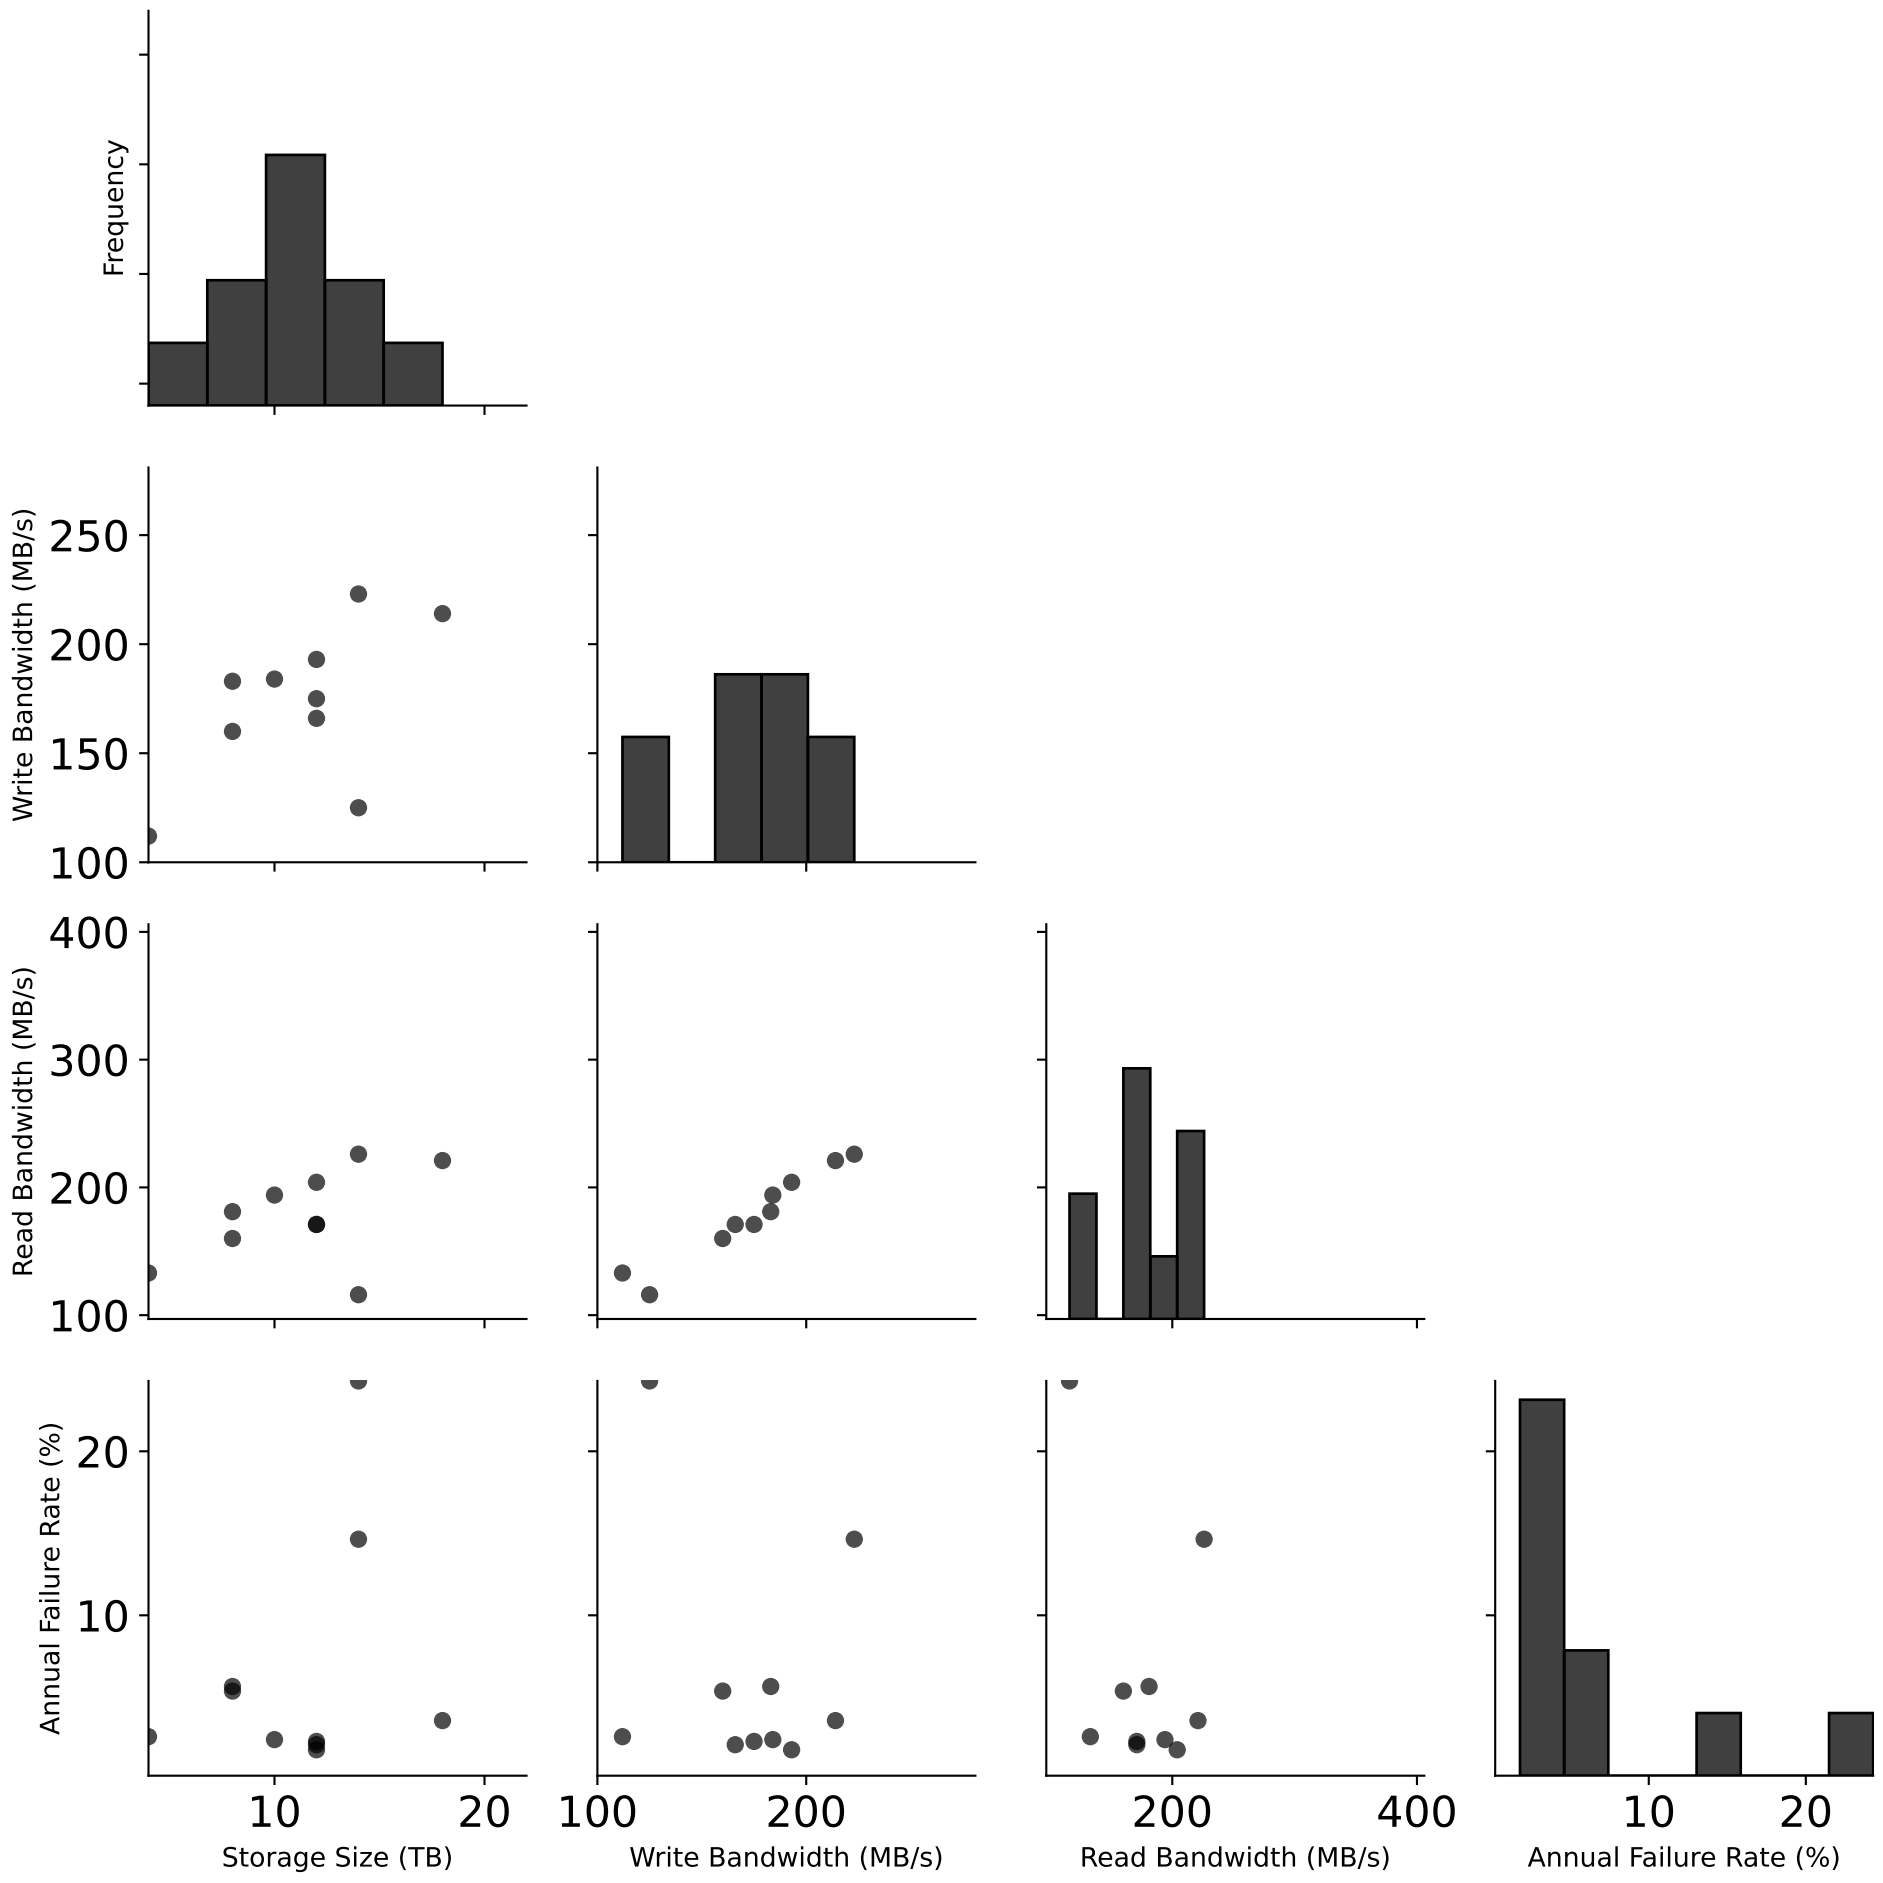 Frequency
Write Bandwidth (MB/s)
250
200
150
100
Read Bandwidth (MB/s)
400
300
200
100
Annual Failure Rate (%)
20
10
10 20 100 200 200 400 10 20
Storage Size (TB) Write Bandwidth (MB/s) Read Bandwidth (MB/s) Annual Failure Rate (%)